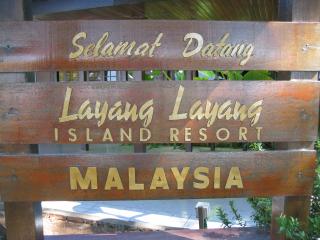 Selamat Datang
Layang Layang
ISLAND RESORT
MALAYSIA